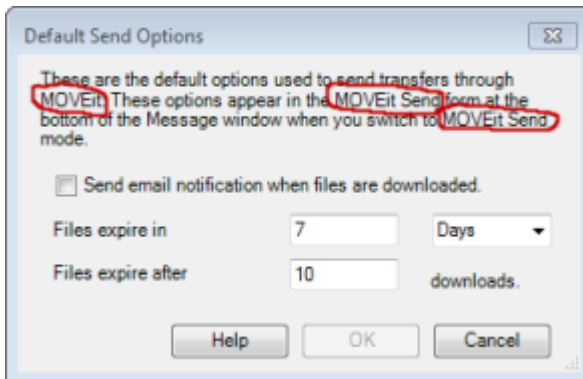 Default Send Options
These are the default options used to send transfers through
MOVEit. These options appear in the MOVEit Send form at the
bottom of the Message window when you switch to MOVEit Send
mode.
Send email notification when files are downloaded.
Files expire in 7 Days
Files expire after 10 downloads.
Help OK Cancel